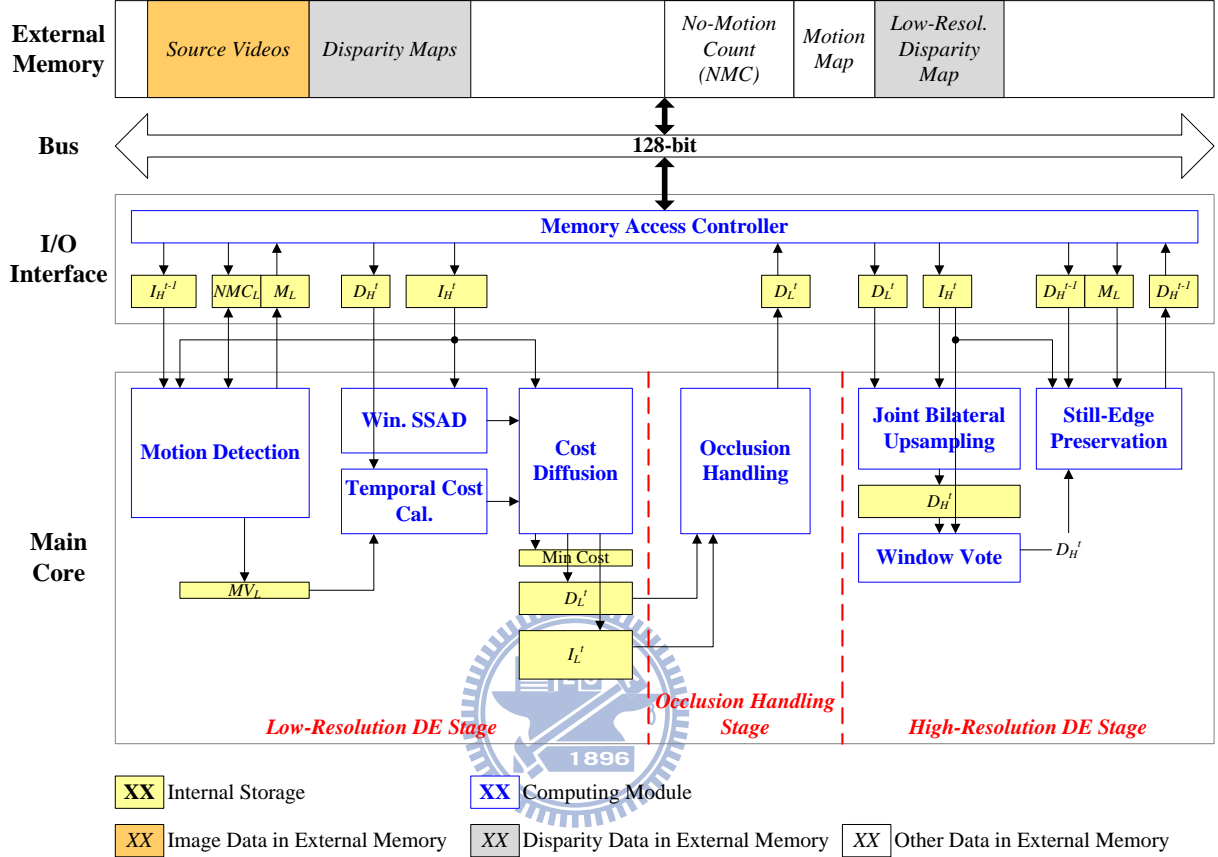 External
Memory
Source Videos
Disparity Maps
No-Motion
Count
(NMC)
Motion
Map
Low-Resol.
Disparity
Map
Bus
128-bit
I/O
Interface
Memory Access Controller
I_H^{t-1}
NMC_L
M_L
D_H^t
I_H^t
D_L^t
D_L^t
I_H^t
D_H^{t-1}
M_L
D_H^{t-1}
Main
Core
Motion Detection
Win. SSAD
Temporal Cost
Cal.
Cost
Diffusion
Occlusion
Handling
Joint Bilateral
Upsampling
Still-Edge
Preservation
D_H^t
Window Vote
D_H^t
Min Cost
MV_L
D_L^t
I_L^t
Low-Resolution DE Stage
Occlusion Handling
Stage
High-Resolution DE Stage
1896
XX Internal Storage
XX Computing Module
XX Image Data in External Memory
XX Disparity Data in External Memory
XX Other Data in External Memory